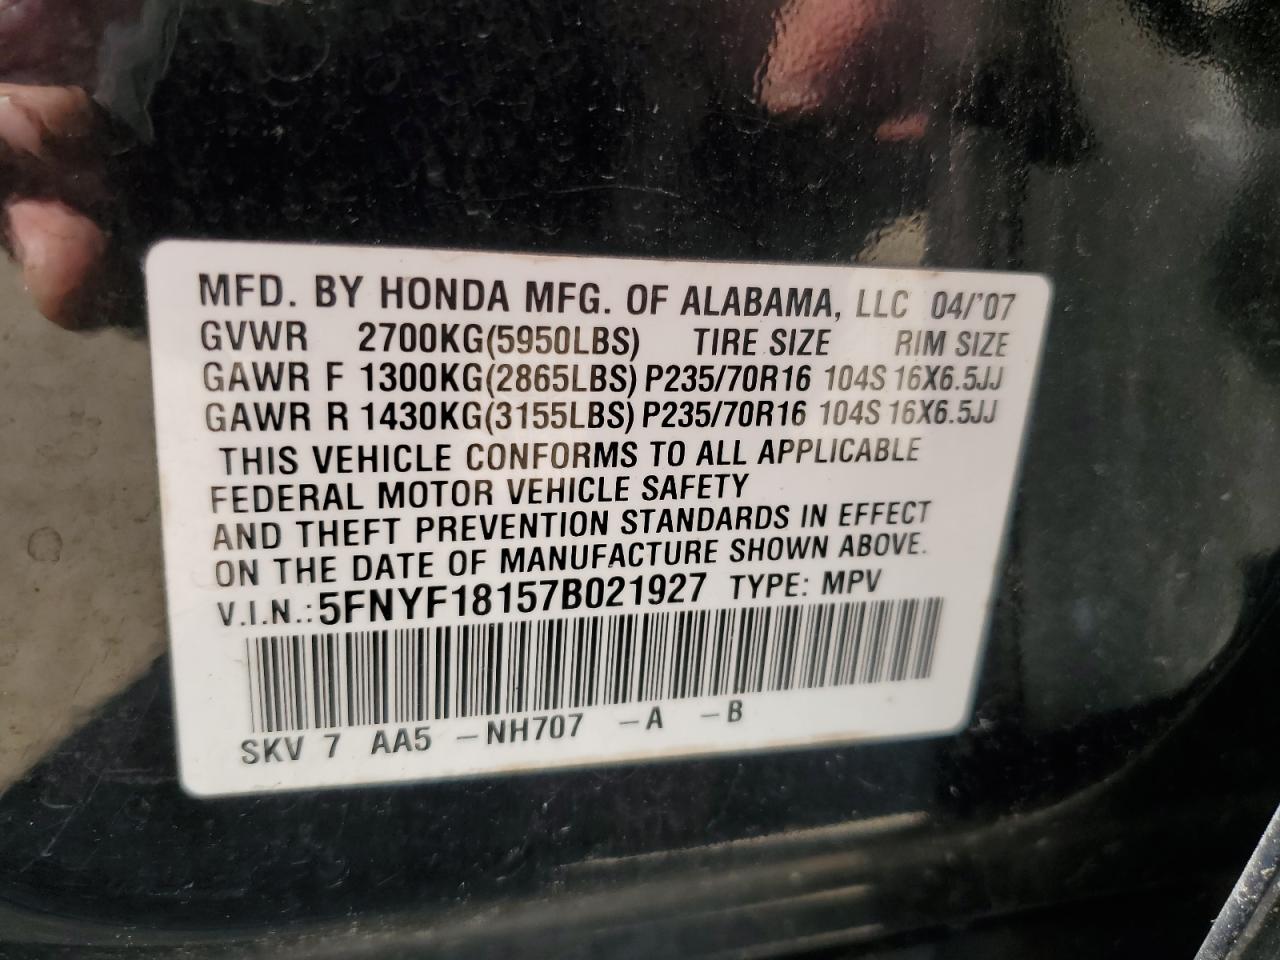 MFD. BY HONDA MFG. OF ALABAMA, LLC 04/'07
GVWR 2700KG(5950LBS) TIRE SIZE RIM SIZE
GAWR F 1300KG(2865LBS) P235/70R16 104S 16X6.5JJ
GAWR R 1430KG(3155LBS) P235/70R16 104S 16X6.5JJ
THIS VEHICLE CONFORMS TO ALL APPLICABLE
FEDERAL MOTOR VEHICLE SAFETY
AND THEFT PREVENTION STANDARDS IN EFFECT
ON THE DATE OF MANUFACTURE SHOWN ABOVE.
V.I.N.: 5FNYF18157B021927 TYPE: MPV
SKV 7 AA5 -NH707 -A -B